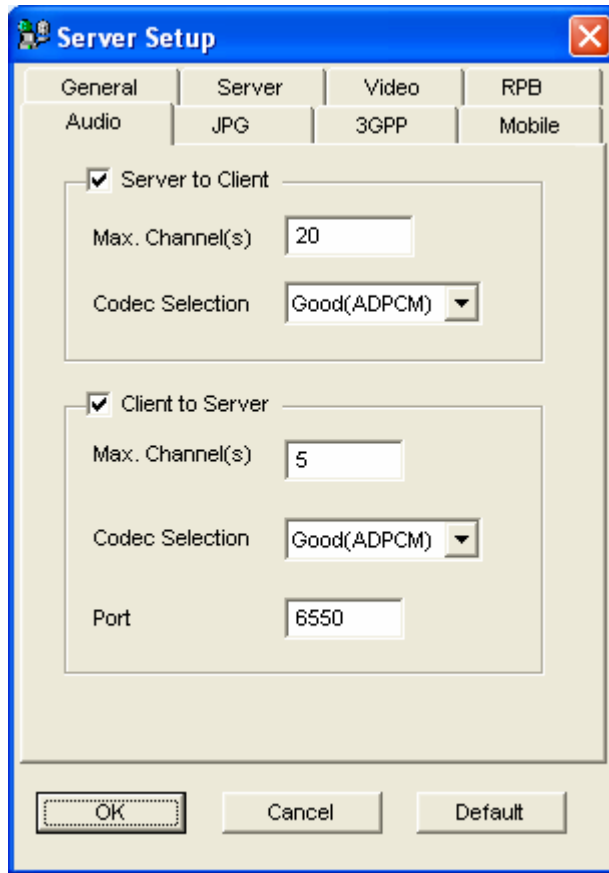 Server Setup
General Server Video RPB
Audio JPG 3GPP Mobile
Server to Client
Max. Channel(s) 20
Codec Selection Good(ADPCM)
Client to Server
Max. Channel(s) 5
Codec Selection Good(ADPCM)
Port 6550
OK Cancel Default